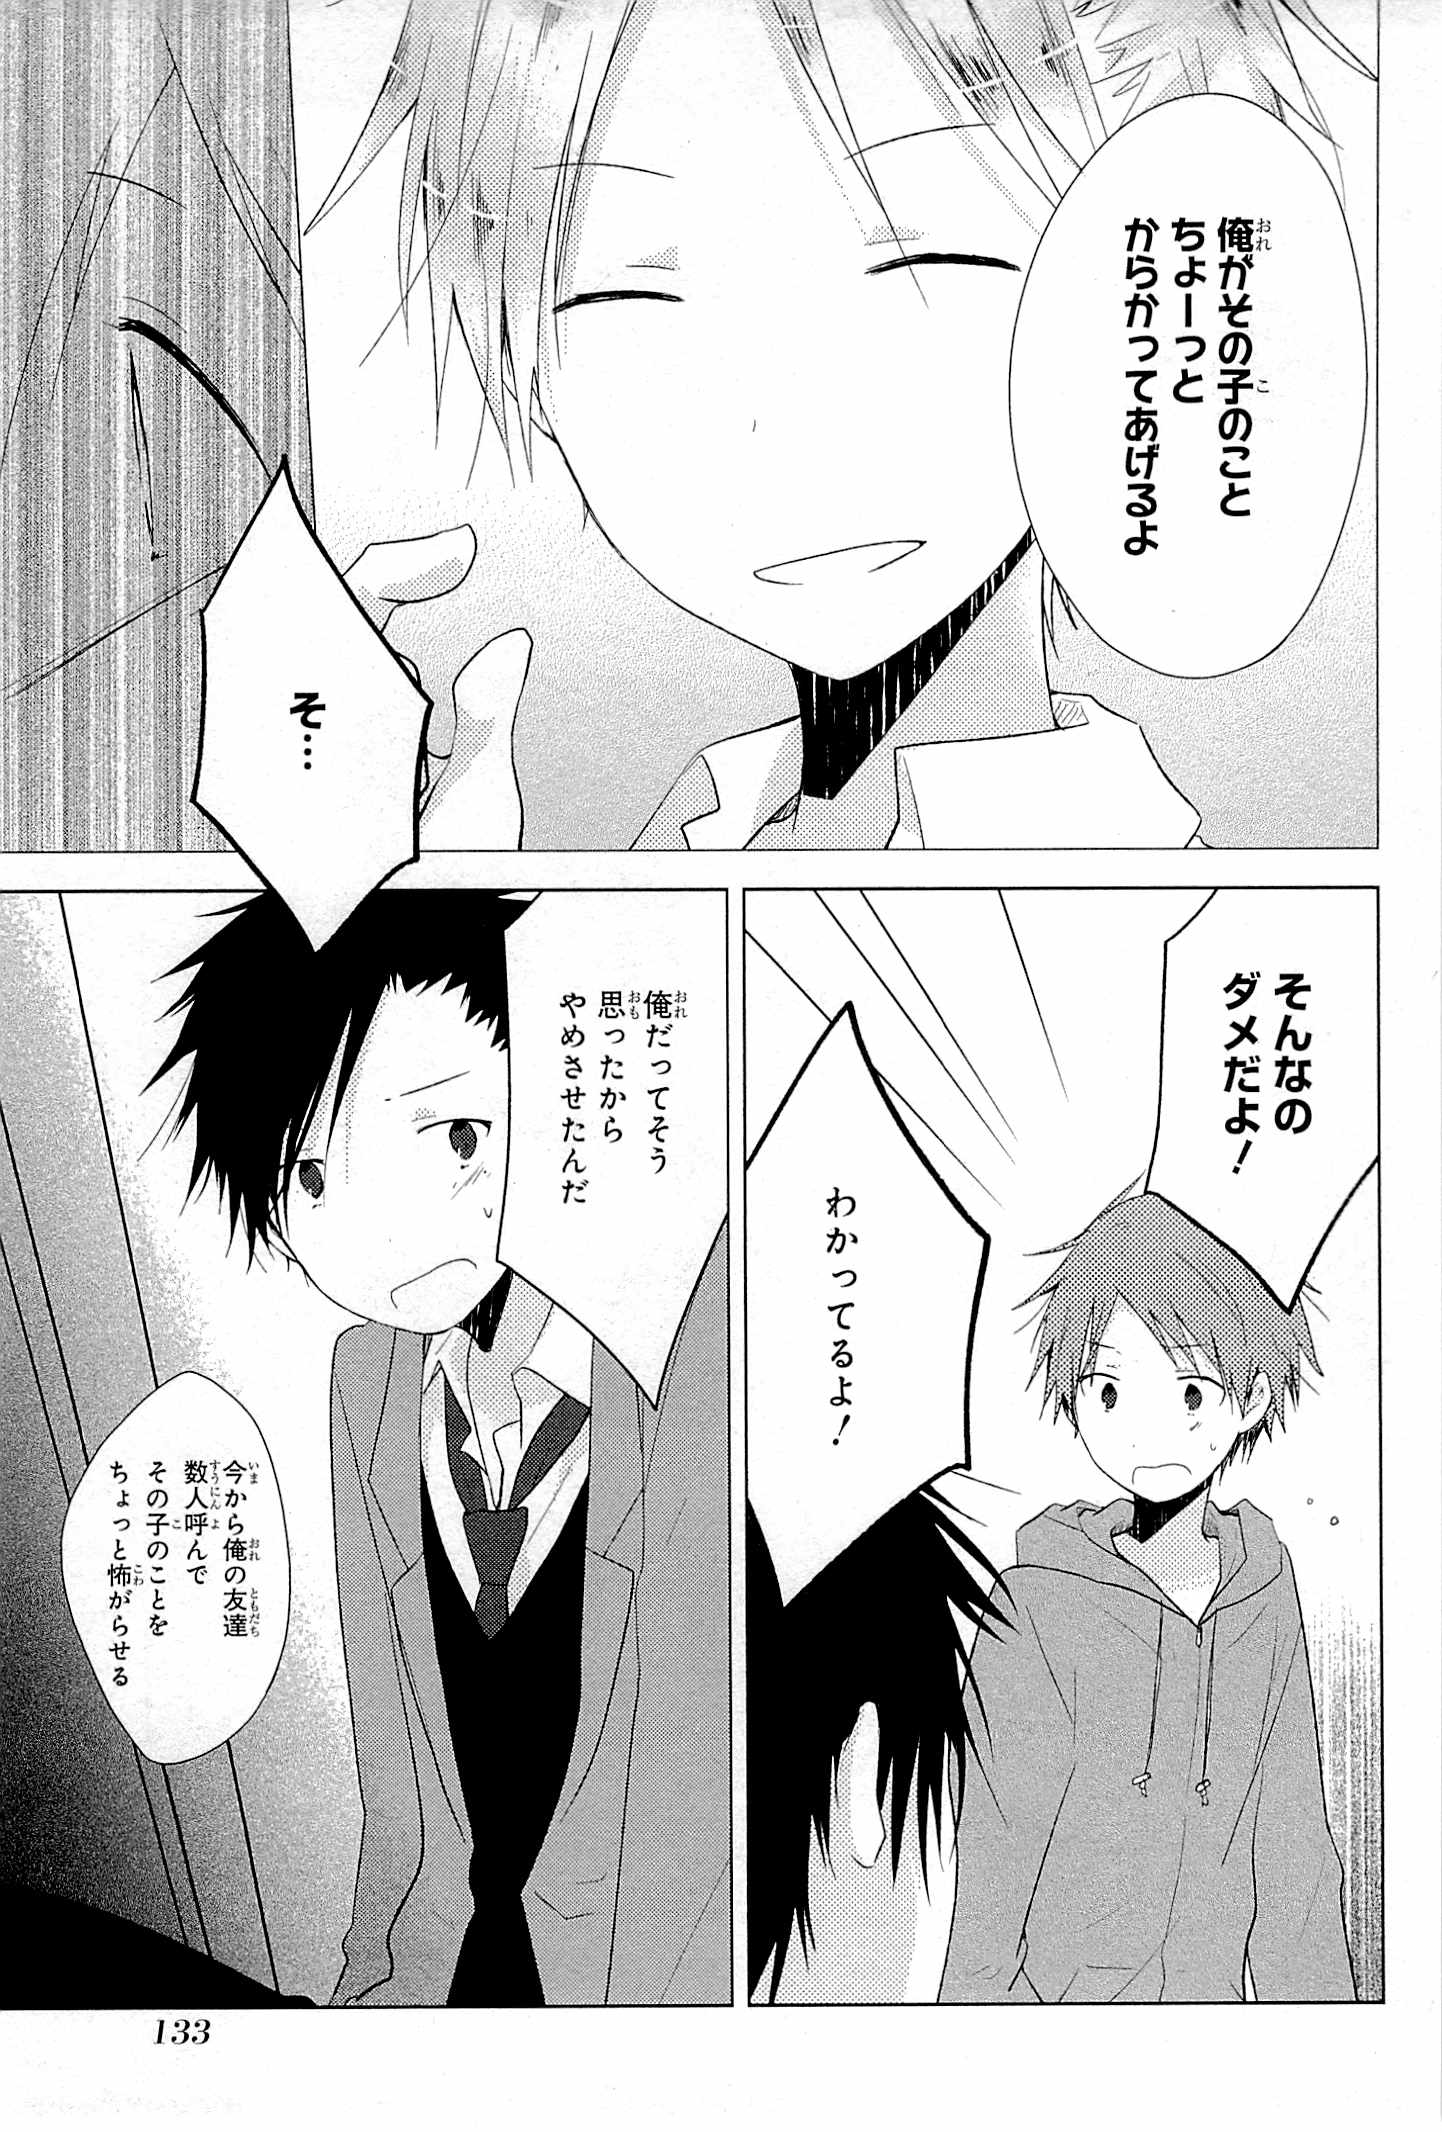 俺がその子のこと
ちょーっと
からかってあげるよ
そ…
そんなの
ダメだよ！
わかってるよ！
俺だってそう
思ったから
やめさせたんだ
今から俺の友達
数人呼んで
その子のことを
ちょっと怖がらせる
133